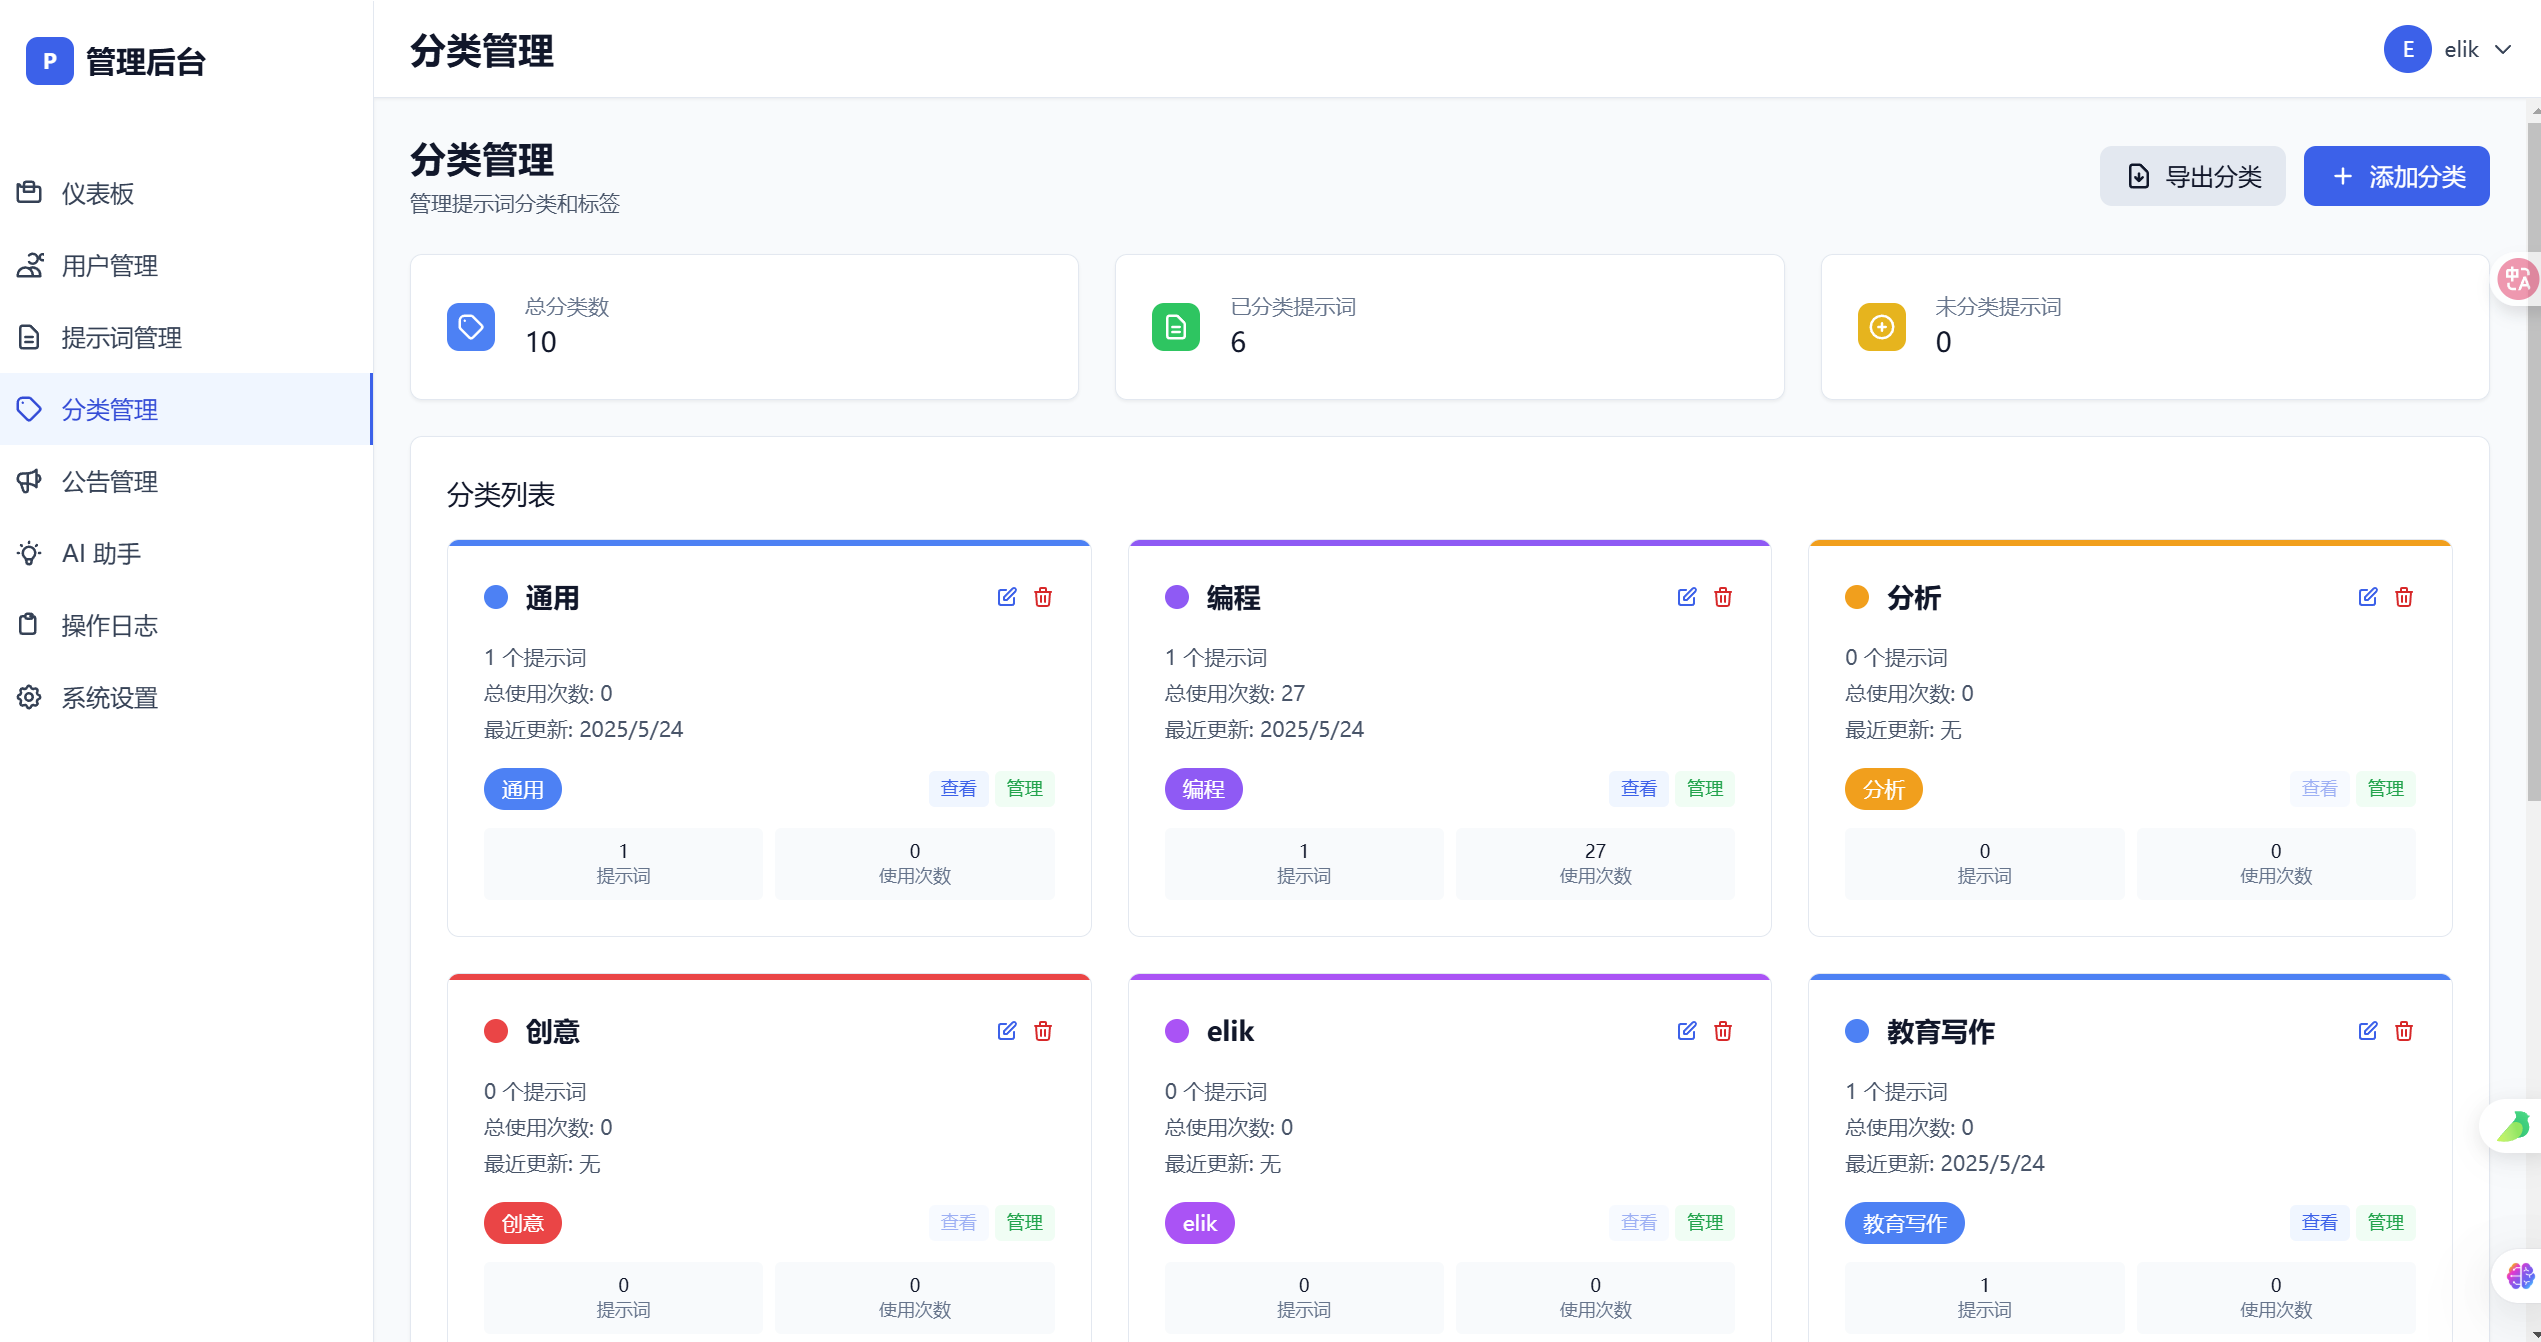 P 管理后台
仪表板
用户管理
提示词管理
分类管理
公告管理
AI 助手
操作日志
系统设置
分类管理
E elik
分类管理
管理提示词分类和标签
导出分类
添加分类
总分类数
10
已分类提示词
6
未分类提示词
0
分类列表
通用
1 个提示词
总使用次数: 0
最近更新: 2025/5/24
通用 查看 管理
1
提示词
0
使用次数
编程
1 个提示词
总使用次数: 27
最近更新: 2025/5/24
编程 查看 管理
1
提示词
27
使用次数
分析
0 个提示词
总使用次数: 0
最近更新: 无
分析 查看 管理
0
提示词
0
使用次数
创意
0 个提示词
总使用次数: 0
最近更新: 无
创意 查看 管理
0
提示词
0
使用次数
elik
0 个提示词
总使用次数: 0
最近更新: 无
elik 查看 管理
0
提示词
0
使用次数
教育写作
1 个提示词
总使用次数: 0
最近更新: 2025/5/24
教育写作 查看 管理
1
提示词
0
使用次数
中A